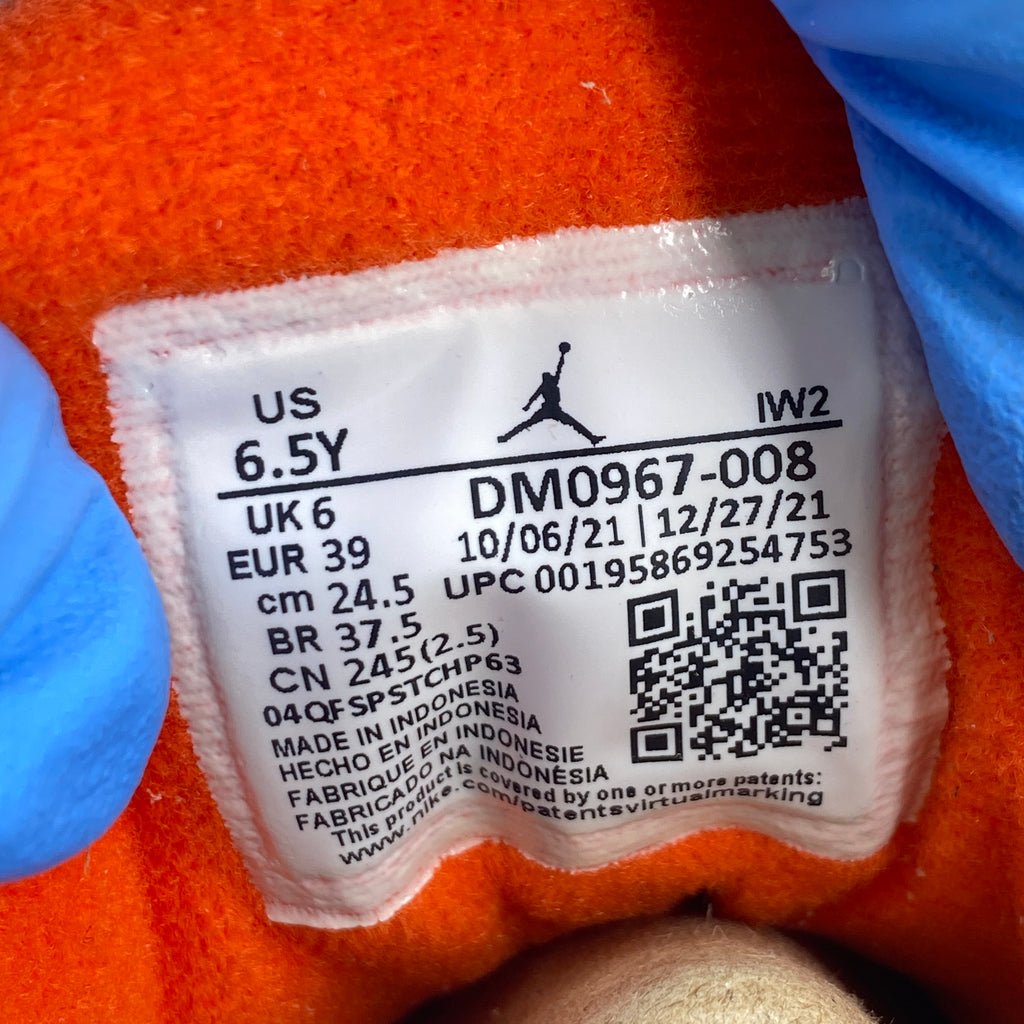 US
6.5Y
IW2
UK 6
DM0967-008
EUR 39
10/06/21 | 12/27/21
cm 24.5
UPC 00195869254753
BR 37.5
CN 245(2.5)
04QFSPSTCHP63
MADE IN INDONESIA
HECHO EN INDONESIA
FABRIQUE EN INDONESIE
FABRICADO NA INDONÉSIA
This product is covered by one or more patents:
www.nike.com/patentsvirtualmarking